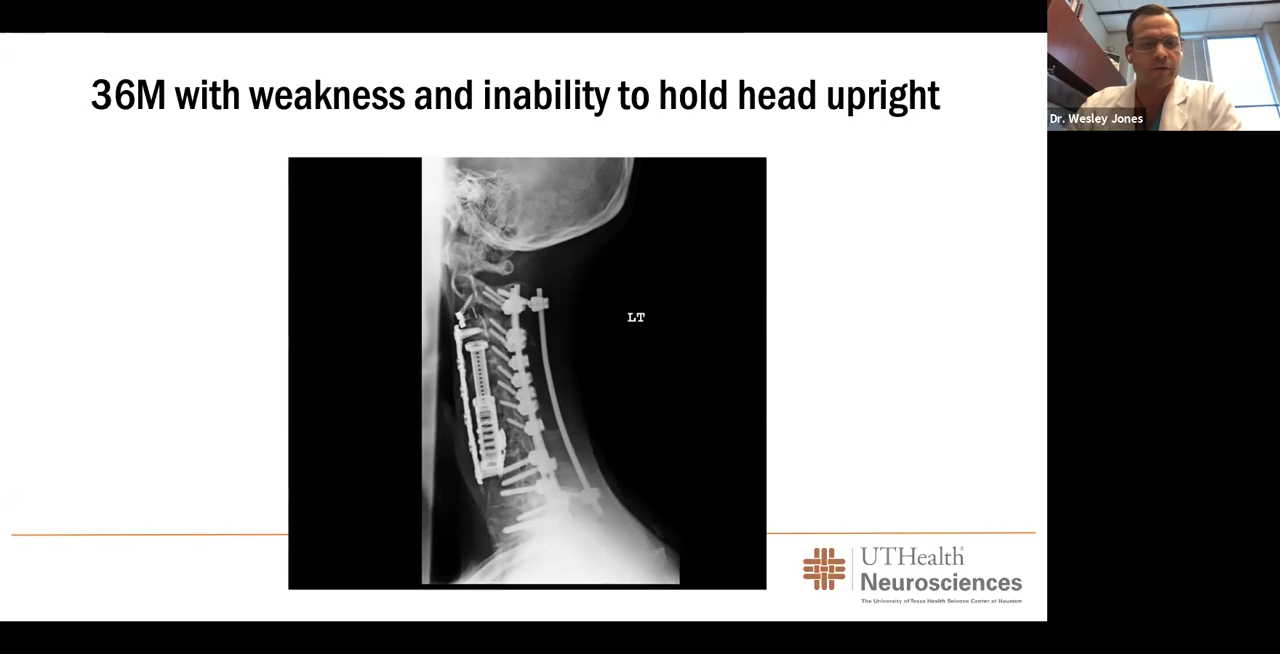 36M with weakness and inability to hold head upright
Dr. Wesley Jones
LT
UTHealth
Neurosciences
The University of Texas Health Science Center at Houston